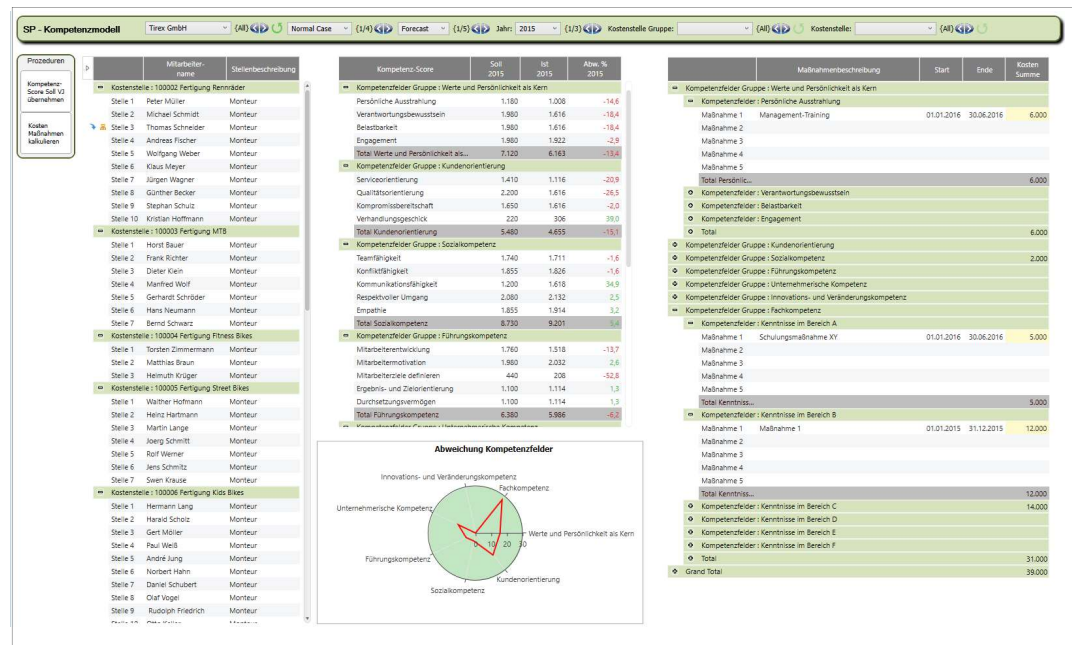 SP - Kompetenzmodell Tirex GmbH {All} Normal Case {1/4} Forecast {1/5} Jahr: 2015 {1/3} Kostenstelle Gruppe: {All} Kostenstelle: {All}
Prozeduren
Kompetenz-
Score Soll VJ
übernehmen
Kosten
Maßnahmen
kalkulieren
Mitarbeiter-
name Stellenbeschreibung
Kostenstelle : 100002 Fertigung Rennräder
Stelle 1 Peter Müller Monteur
Stelle 2 Michael Schmidt Monteur
Stelle 3 Thomas Schneider Monteur
Stelle 4 Andreas Fischer Monteur
Stelle 5 Wolfgang Weber Monteur
Stelle 6 Klaus Meyer Monteur
Stelle 7 Jürgen Wagner Monteur
Stelle 8 Günther Becker Monteur
Stelle 9 Stephan Schulz Monteur
Stelle 10 Kristian Hoffmann Monteur
Kostenstelle : 100003 Fertigung MTB
Stelle 1 Horst Bauer Monteur
Stelle 2 Frank Richter Monteur
Stelle 3 Dieter Klein Monteur
Stelle 4 Manfred Wolf Monteur
Stelle 5 Gerhardt Schröder Monteur
Stelle 6 Hans Neumann Monteur
Stelle 7 Bernd Schwarz Monteur
Kostenstelle : 100004 Fertigung Fitness Bikes
Stelle 1 Torsten Zimmermann Monteur
Stelle 2 Matthias Braun Monteur
Stelle 3 Helmuth Krüger Monteur
Kostenstelle : 100005 Fertigung Street Bikes
Stelle 1 Walther Hofmann Monteur
Stelle 2 Heinz Hartmann Monteur
Stelle 3 Martin Lange Monteur
Stelle 4 Joerg Schmitt Monteur
Stelle 5 Rolf Werner Monteur
Stelle 6 Jens Schmitz Monteur
Stelle 7 Swen Krause Monteur
Kostenstelle : 100006 Fertigung Kids Bikes
Stelle 1 Hermann Lang Monteur
Stelle 2 Harald Scholz Monteur
Stelle 3 Gert Möller Monteur
Stelle 4 Paul Weiß Monteur
Stelle 5 André Jung Monteur
Stelle 6 Norbert Hahn Monteur
Stelle 7 Daniel Schubert Monteur
Stelle 8 Olaf Vogel Monteur
Stelle 9 Rudolph Friedrich Monteur
Kompetenz-Score Soll 2015 Ist 2015 Abw. % 2015
Kompetenzfelder Gruppe : Werte und Persönlichkeit als Kern
Persönliche Ausstrahlung 1.180 1.008 -14,6
Verantwortungsbewusstsein 1.980 1.616 -18,4
Belastbarkeit 1.980 1.616 -18,4
Engagement 1.980 1.922 -2,9
Total Werte und Persönlichkeit als... 7.120 6.163 -13,4
Kompetenzfelder Gruppe : Kundenorientierung
Serviceorientierung 1.410 1.116 -20,9
Qualitätsorientierung 2.200 1.616 -26,5
Kompromissbereitschaft 1.650 1.616 -2,0
Verhandlungsgeschick 220 306 39,0
Total Kundenorientierung 5.480 4.655 -15,1
Kompetenzfelder Gruppe : Sozialkompetenz
Teamfähigkeit 1.740 1.711 -1,6
Konfliktfähigkeit 1.855 1.826 -1,6
Kommunikationsfähigkeit 1.200 1.618 34,9
Respektvoller Umgang 2.080 2.132 2,5
Empathie 1.855 1.914 3,2
Total Sozialkompetenz 8.730 9.201 5,4
Kompetenzfelder Gruppe : Führungskompetenz
Mitarbeiterentwicklung 1.760 1.518 -13,7
Mitarbeitermotivation 1.980 2.032 2,6
Mitarbeiterziele definieren 440 208 -52,8
Ergebnis- und Zielorientierung 1.100 1.114 1,3
Durchsetzungsvermögen 1.100 1.114 1,3
Total Führungskompetenz 6.380 5.986 -6,2
Kompetenzfelder Gruppe : Unternehmerische Kompetenz
Abweichung Kompetenzfelder
Innovations- und Veränderungskompetenz
Fachkompetenz
Unternehmerische Kompetenz
0 10 20 30 Werte und Persönlichkeit als Kern
Führungskompetenz
Kundenorientierung
Sozialkompetenz
Maßnahmenbeschreibung Start Ende Kosten Summe
Kompetenzfelder Gruppe : Werte und Persönlichkeit als Kern
Kompetenzfelder : Persönliche Ausstrahlung
Maßnahme 1 Management-Training 01.01.2016 30.06.2016 6.000
Maßnahme 2
Maßnahme 3
Maßnahme 4
Maßnahme 5
Total Persönlic... 6.000
Kompetenzfelder : Verantwortungsbewusstsein
Kompetenzfelder : Belastbarkeit
Kompetenzfelder : Engagement
Total 6.000
Kompetenzfelder Gruppe : Kundenorientierung
Kompetenzfelder Gruppe : Sozialkompetenz 2.000
Kompetenzfelder Gruppe : Führungskompetenz
Kompetenzfelder Gruppe : Unternehmerische Kompetenz
Kompetenzfelder Gruppe : Innovations- und Veränderungskompetenz
Kompetenzfelder Gruppe : Fachkompetenz
Kompetenzfelder : Kenntnisse im Bereich A
Maßnahme 1 Schulungsmaßnahme XY 01.01.2016 30.06.2016 5.000
Maßnahme 2
Maßnahme 3
Maßnahme 4
Maßnahme 5
Total Kenntniss... 5.000
Kompetenzfelder : Kenntnisse im Bereich B
Maßnahme 1 Maßnahme 1 01.01.2015 31.12.2015 12.000
Maßnahme 2
Maßnahme 3
Maßnahme 4
Maßnahme 5
Total Kenntniss... 12.000
Kompetenzfelder : Kenntnisse im Bereich C 14.000
Kompetenzfelder : Kenntnisse im Bereich D
Kompetenzfelder : Kenntnisse im Bereich E
Kompetenzfelder : Kenntnisse im Bereich F
Total 31.000
Grand Total 39.000